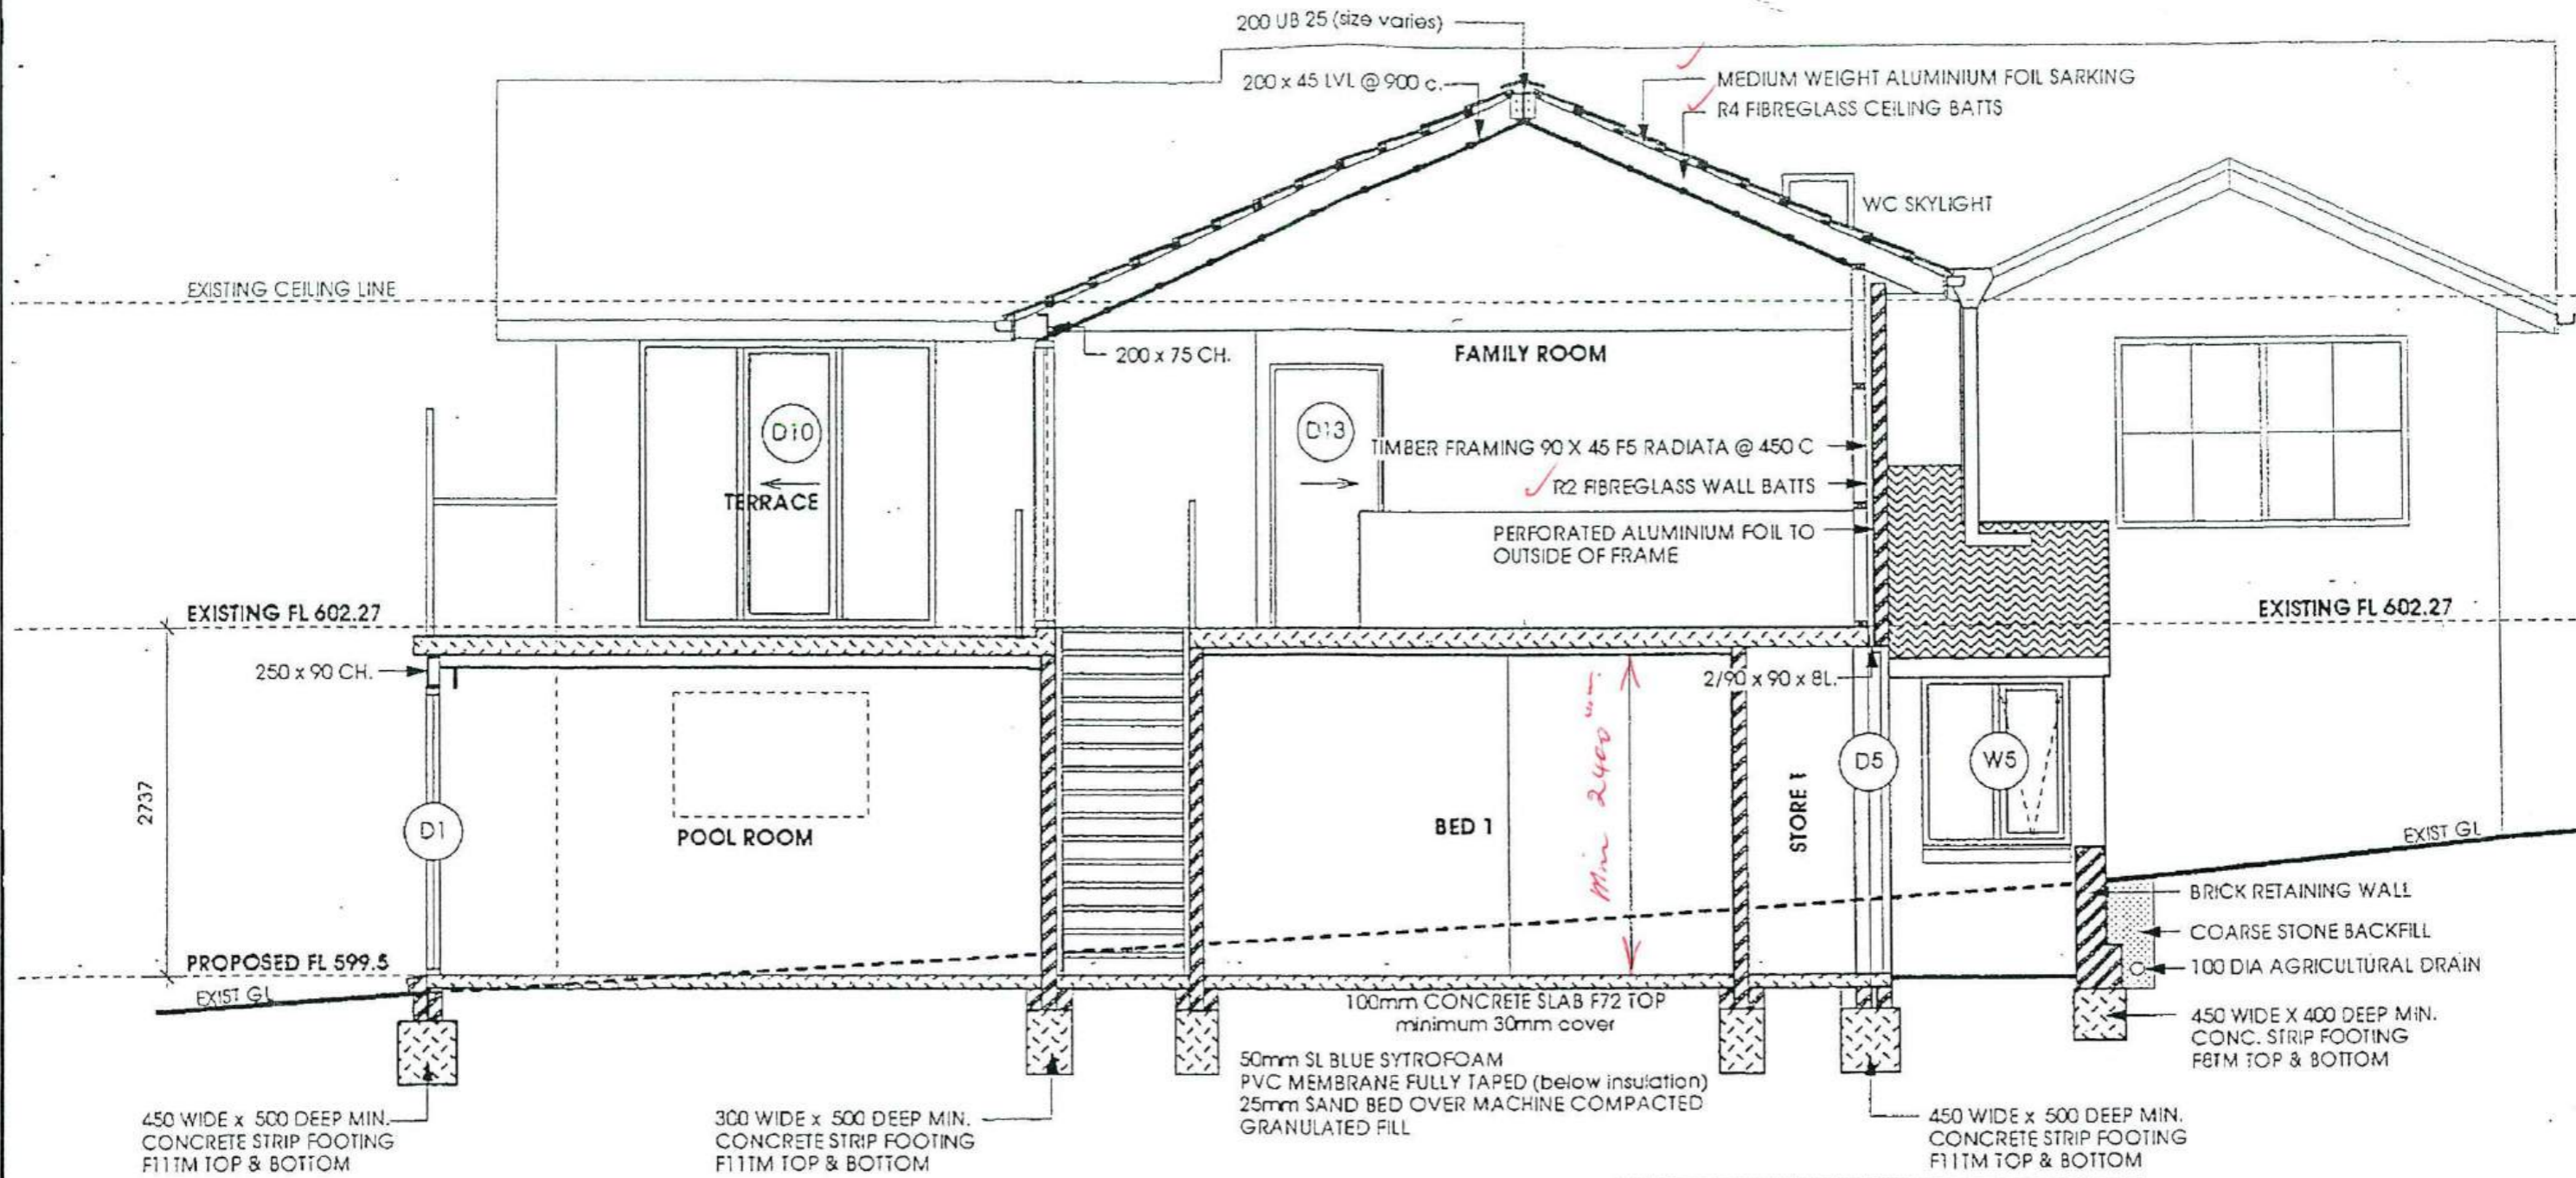 200 UB 25 (size varies)
200 x 45 LVL @ 900 c.
MEDIUM WEIGHT ALUMINIUM FOIL SARKING
R4 FIBREGLASS CEILING BATTS
WC SKYLIGHT
EXISTING CEILING LINE
200 x 75 CH.
FAMILY ROOM
D10
TERRACE
D13
TIMBER FRAMING 90 X 45 F5 RADIATA @ 450 C
R2 FIBREGLASS WALL BATTS
PERFORATED ALUMINIUM FOIL TO
OUTSIDE OF FRAME
EXISTING FL 602.27
EXISTING FL 602.27
250 x 90 CH.
2/90 x 90 x 8L.
2737
D1
POOL ROOM
BED 1
Min 2400 mm.
STORE 1
D5
W5
EXIST GL
BRICK RETAINING WALL
COARSE STONE BACKFILL
100 DIA AGRICULTURAL DRAIN
PROPOSED FL 599.5
EXIST GL
100mm CONCRETE SLAB F72 TOP
minimum 30mm cover
450 WIDE X 400 DEEP MIN.
CONC. STRIP FOOTING
F8TM TOP & BOTTOM
50mm SL BLUE SYTROFOAM
PVC MEMBRANE FULLY TAPED (below insulation)
25mm SAND BED OVER MACHINE COMPACTED
GRANULATED FILL
450 WIDE x 500 DEEP MIN.
CONCRETE STRIP FOOTING
F11TM TOP & BOTTOM
300 WIDE x 500 DEEP MIN.
CONCRETE STRIP FOOTING
F11TM TOP & BOTTOM
450 WIDE x 500 DEEP MIN.
CONCRETE STRIP FOOTING
F11TM TOP & BOTTOM